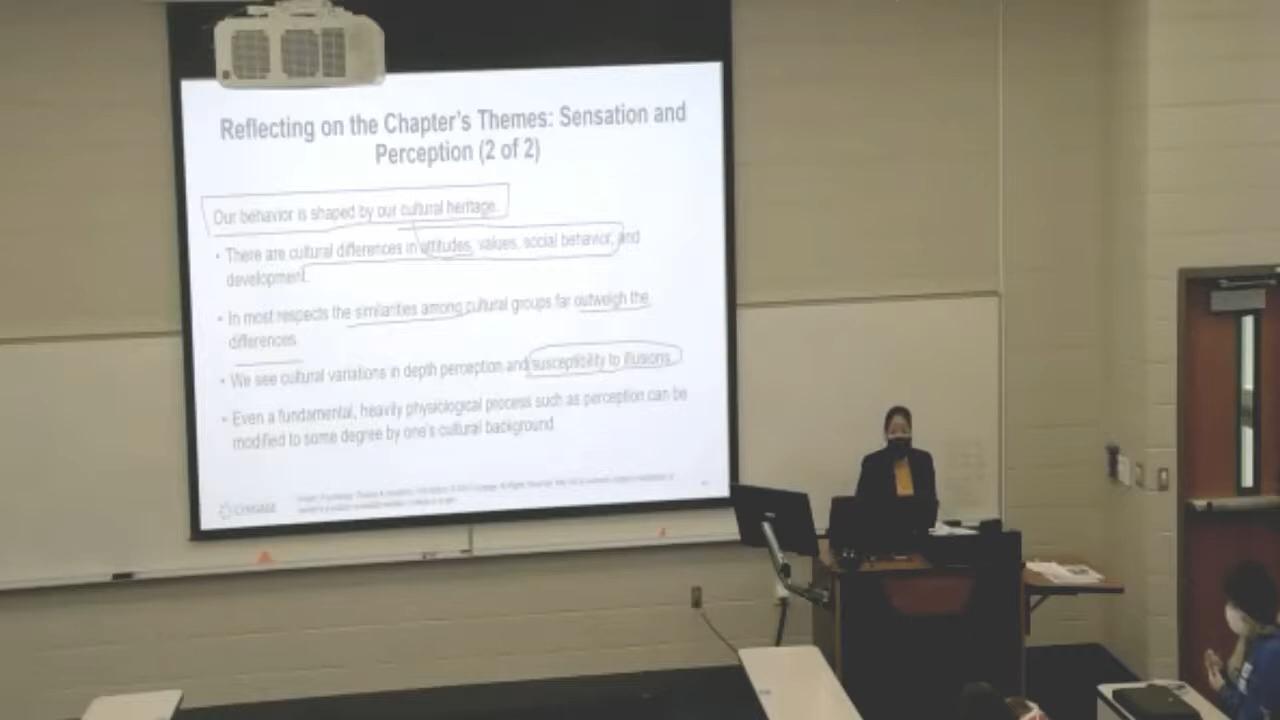 Reflecting on the Chapter's Themes: Sensation and
Perception (2 of 2)
Our behavior is shaped by our cultural heritage.
• There are cultural differences in attitudes, values, social behavior, and
development.
• In most respects the similarities among cultural groups far outweigh the
differences.
• We see cultural variations in depth perception and susceptibility to illusions.
• Even a fundamental, heavily physiological process such as perception can be
modified to some degree by one's cultural background.
CENGAGE